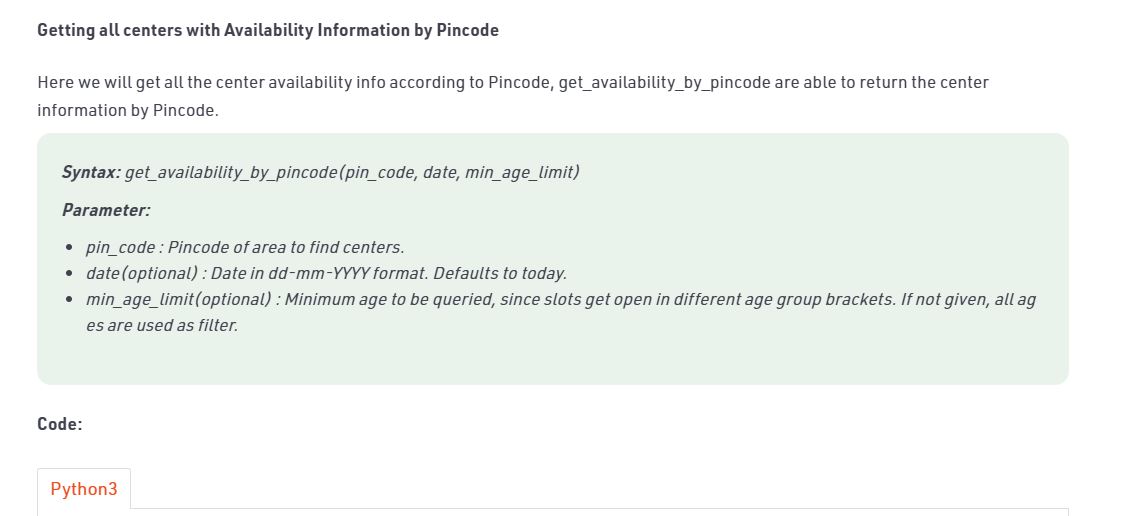 Getting all centers with Availability Information by Pincode
Here we will get all the center availability info according to Pincode, get_availability_by_pincode are able to return the center
information by Pincode.
Syntax: get_availability_by_pincode(pin_code, date, min_age_limit)
Parameter:
• pin_code : Pincode of area to find centers.
• date(optional) : Date in dd-mm-YYYY format. Defaults to today.
• min_age_limit(optional) : Minimum age to be queried, since slots get open in different age group brackets. If not given, all ag
es are used as filter.
Code:
Python3